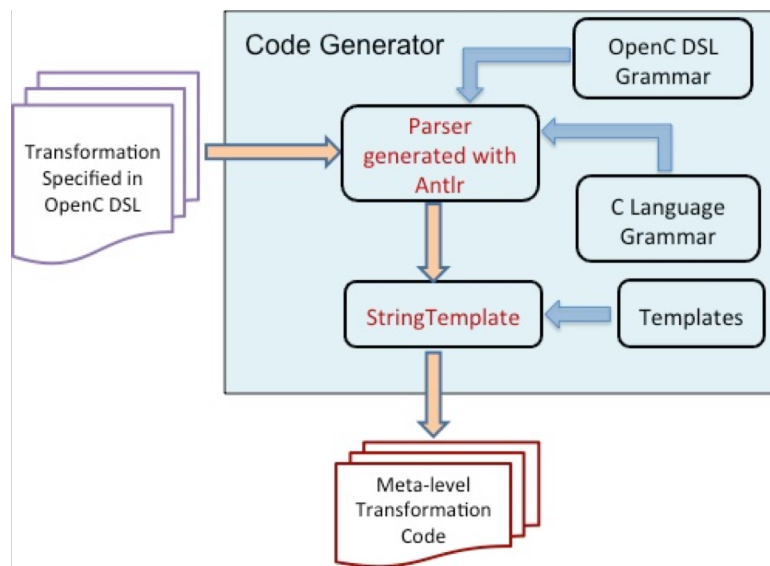 Code Generator
OpenC DSL
Grammar
Transformation
Specified in
OpenC DSL
Parser
generated with
Antlr
C Language
Grammar
StringTemplate
Templates
Meta-level
Transformation
Code